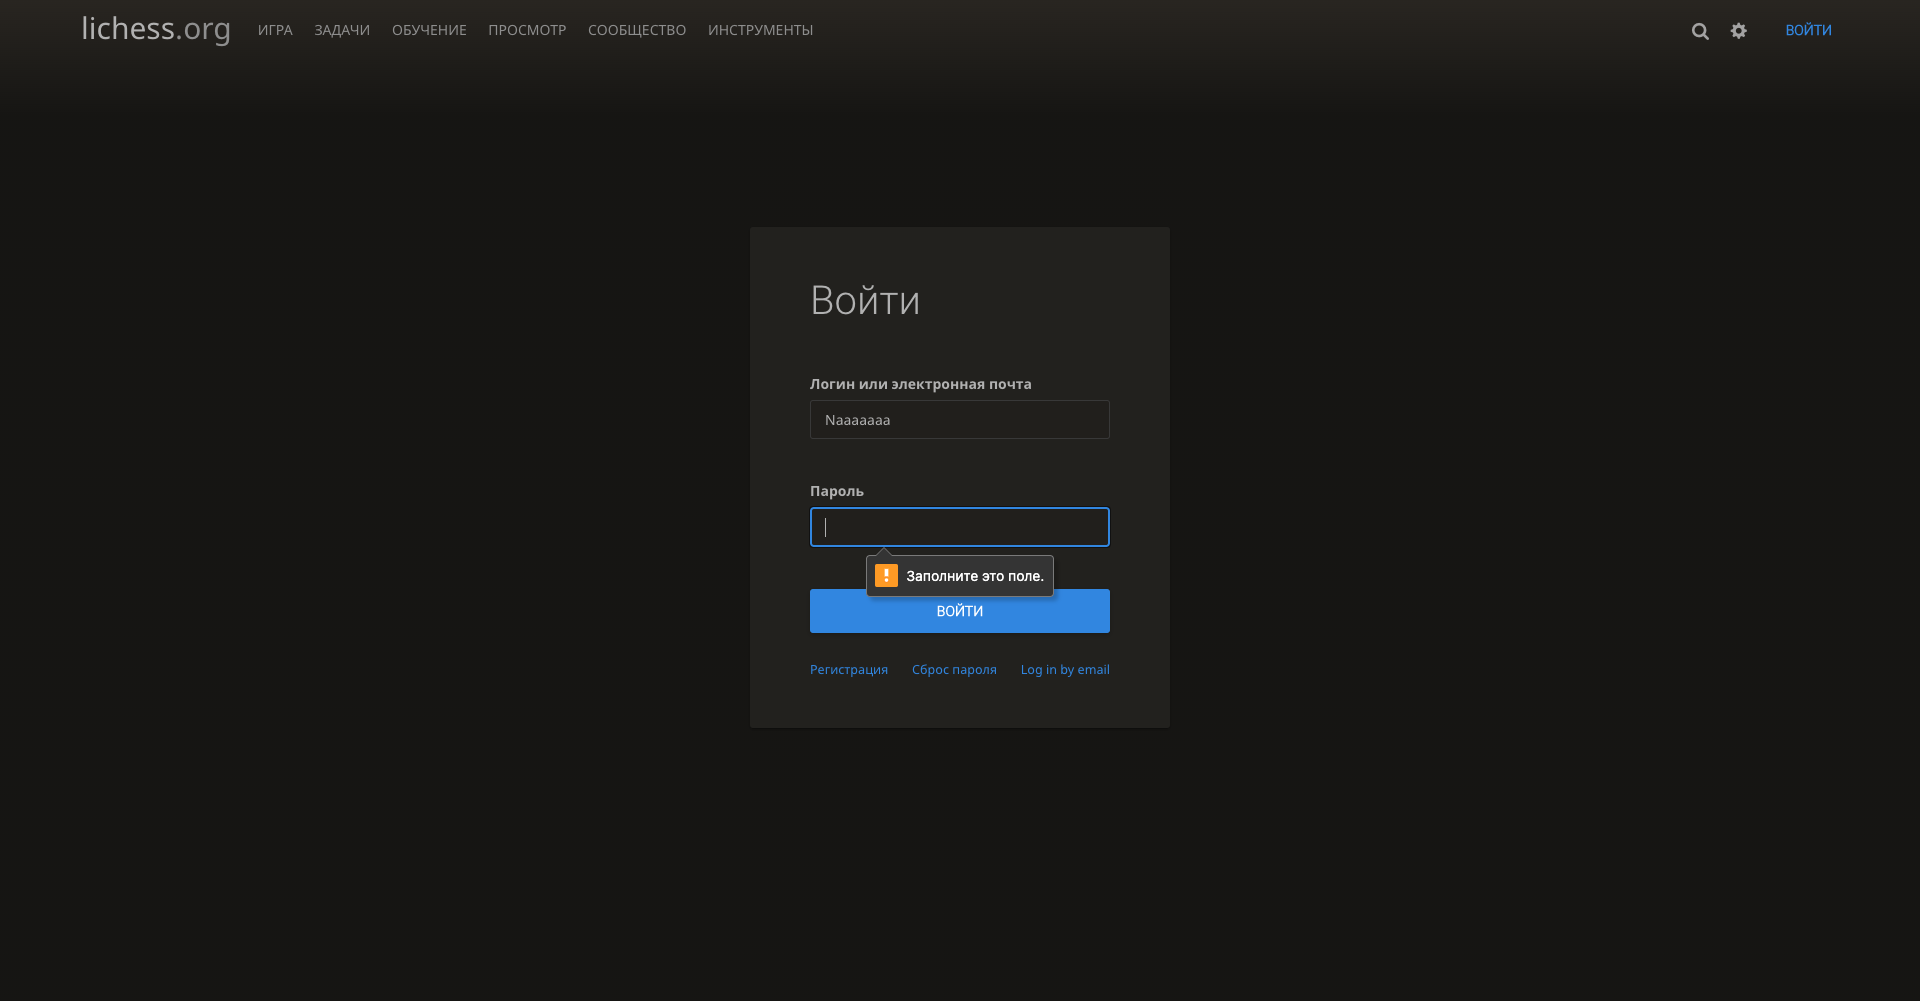 lichess.org ИГРА ЗАДАЧИ ОБУЧЕНИЕ ПРОСМОТР СООБЩЕСТВО ИНСТРУМЕНТЫ ВОЙТИ
Войти
Логин или электронная почта
Naaaaaaa
Пароль
Заполните это поле.
ВОЙТИ
Регистрация Сброс пароля Log in by email